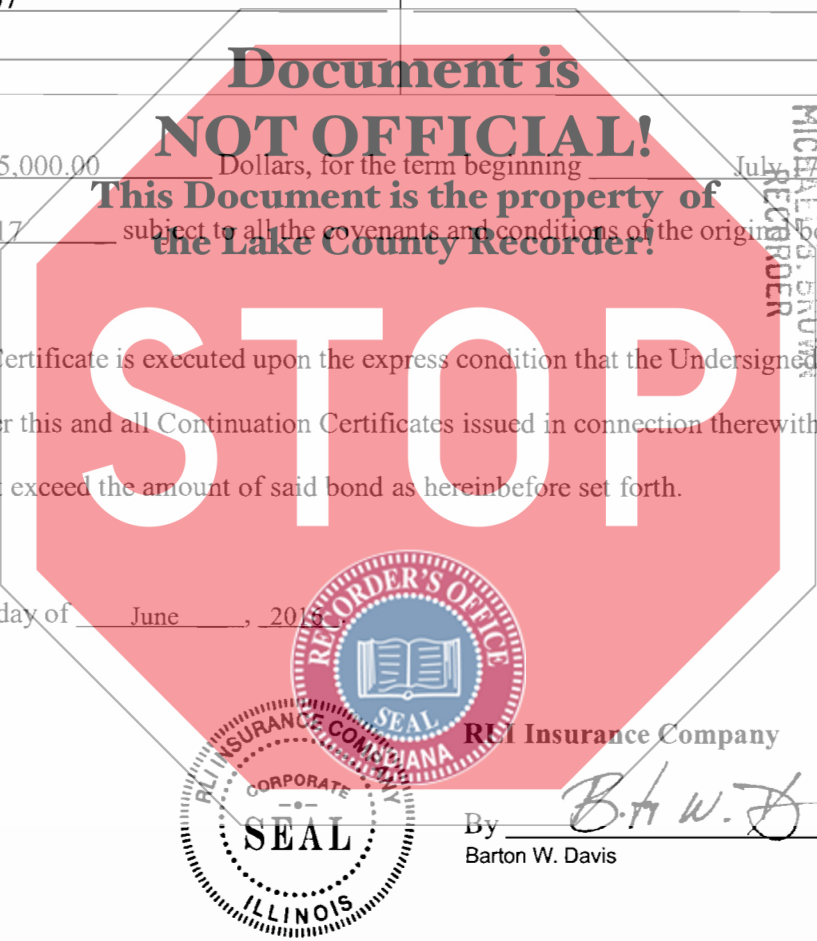 Document is
NOT OFFICIAL!
5,000.00 Dollars, for the term beginning July 17
This Document is the property of
17 subject to all the covenants and conditions of the original
the Lake County Recorder!
MICHAEL B. BROWN
RECORDER
STOP
Certificate is executed upon the express condition that the Undersigned
this and all Continuation Certificates issued in connection therewith
exceed the amount of said bond as hereinbefore set forth.
day of June , 2016 .
RECORDER'S OFFICE
SEAL
INDIANA
RLI INSURANCE COMPANY
CORPORATE
SEAL
ILLINOIS
RLI Insurance Company
By B.H W. D
Barton W. Davis